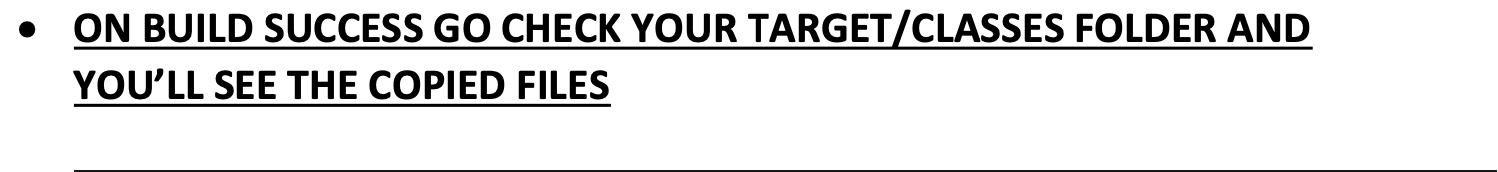 • ON BUILD SUCCESS GO CHECK YOUR TARGET/CLASSES FOLDER AND
YOU’LL SEE THE COPIED FILES